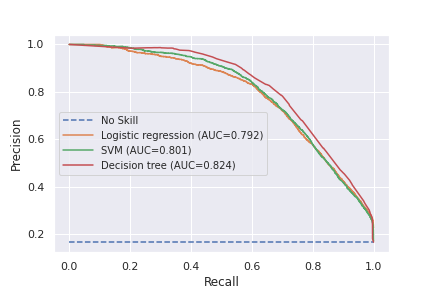 1.0
0.8
0.6
0.4
0.2
Precision
No Skill
Logistic regression (AUC=0.792)
SVM (AUC=0.801)
Decision tree (AUC=0.824)
0.0 0.2 0.4 0.6 0.8 1.0
Recall